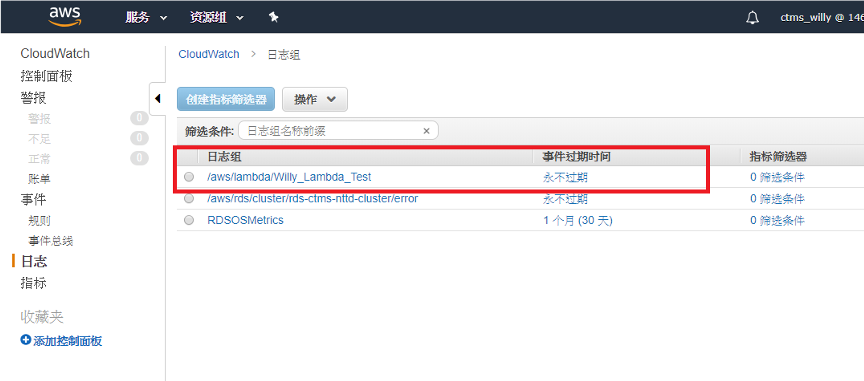 aws 服务 资源组 ctms_willy @ 146
CloudWatch
控制面板
警报
警报 0
不足 0
正常 0
账单
事件
规则
事件总线
日志
指标
收藏夹
添加控制面板
CloudWatch > 日志组
创建指标筛选器 操作
筛选条件: 日志组名称前缀 ×
日志组 事件过期时间 指标筛选器
/aws/lambda/Willy_Lambda_Test 永不过期 0 筛选条件
/aws/rds/cluster/rds-ctms-nttd-cluster/error 永不过期 0 筛选条件
RDSOSMetrics 1 个月 (30 天) 0 筛选条件